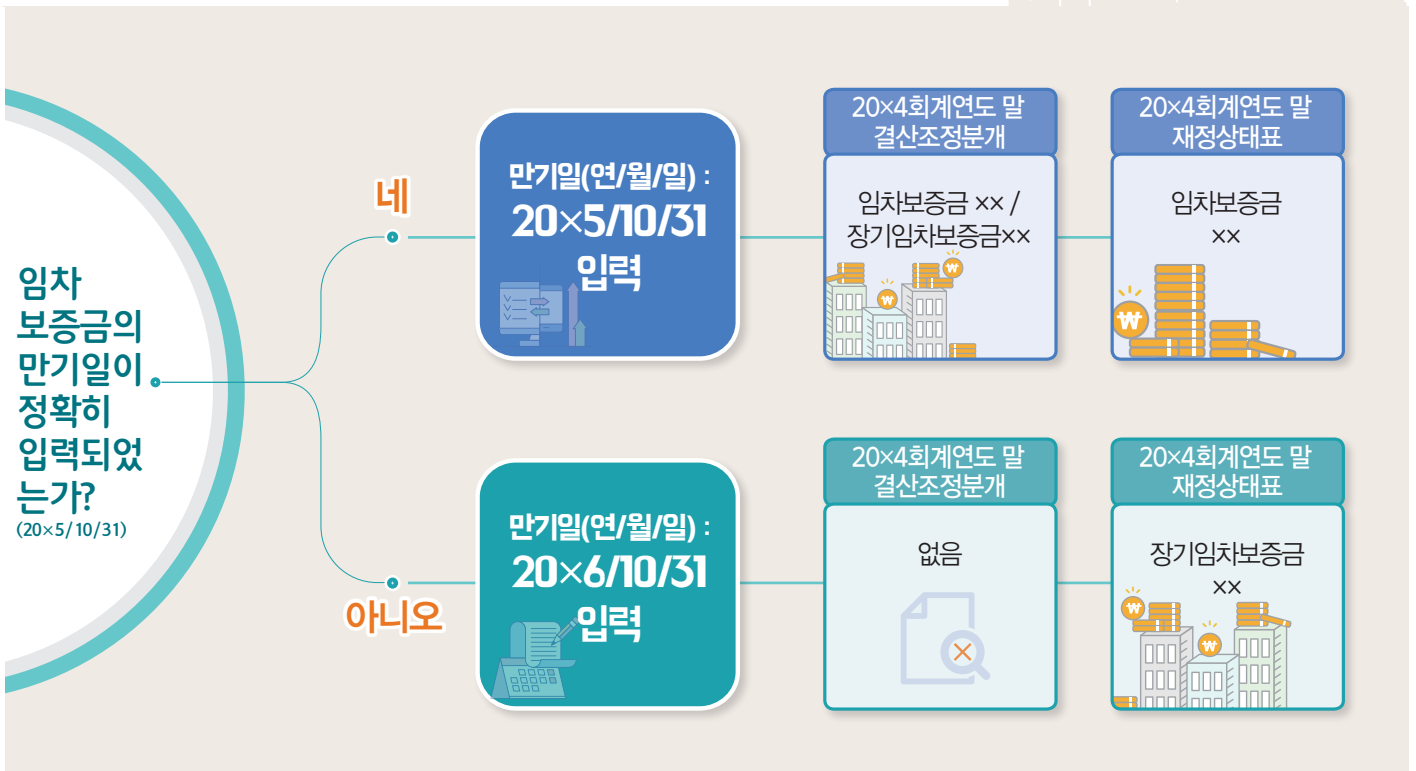 임차
보증금의
만기일이
정확히
입력되었
는가?
(20×5/10/31)
네
만기일(연/월/일) :
20×5/10/31
입력
20×4회계연도 말
결산조정분개
임차보증금 ×× /
장기임차보증금××
20×4회계연도 말
재정상태표
임차보증금
××
아니오
만기일(연/월/일) :
20×6/10/31
입력
20×4회계연도 말
결산조정분개
없음
20×4회계연도 말
재정상태표
장기임차보증금
××